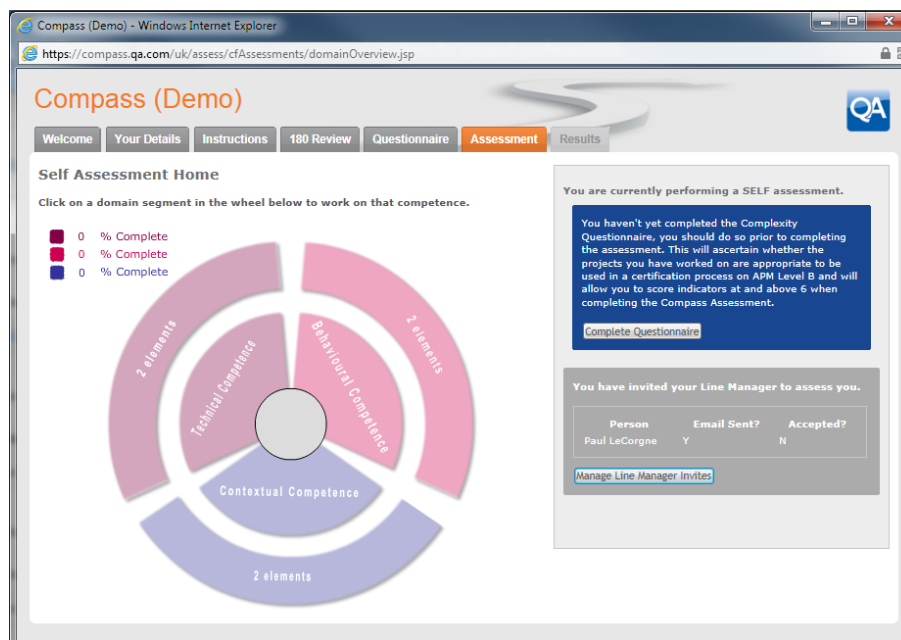 Compass (Demo) - Windows Internet Explorer
https://compass.qa.com/uk/assess/cfAssessments/domainOverview.jsp
Compass (Demo)
QA
Welcome
Your Details
Instructions
180 Review
Questionnaire
Assessment
Results
Self Assessment Home
Click on a domain segment in the wheel below to work on that competence.
0 % Complete
0 % Complete
0 % Complete
2 elements
2 elements
Technical Competence
Behavioural Competence
Contextual Competence
2 elements
You are currently performing a SELF assessment.
You haven't yet completed the Complexity
Questionnaire, you should do so prior to completing
the assessment. This will ascertain whether the
projects you have worked on are appropriate to be
used in a certification process on APM Level B and will
allow you to score indicators at and above 6 when
completing the Compass Assessment.
Complete Questionnaire
You have invited your Line Manager to assess you.
Person Email Sent? Accepted?
Paul LeCorgne Y N
Manage Line Manager Invites